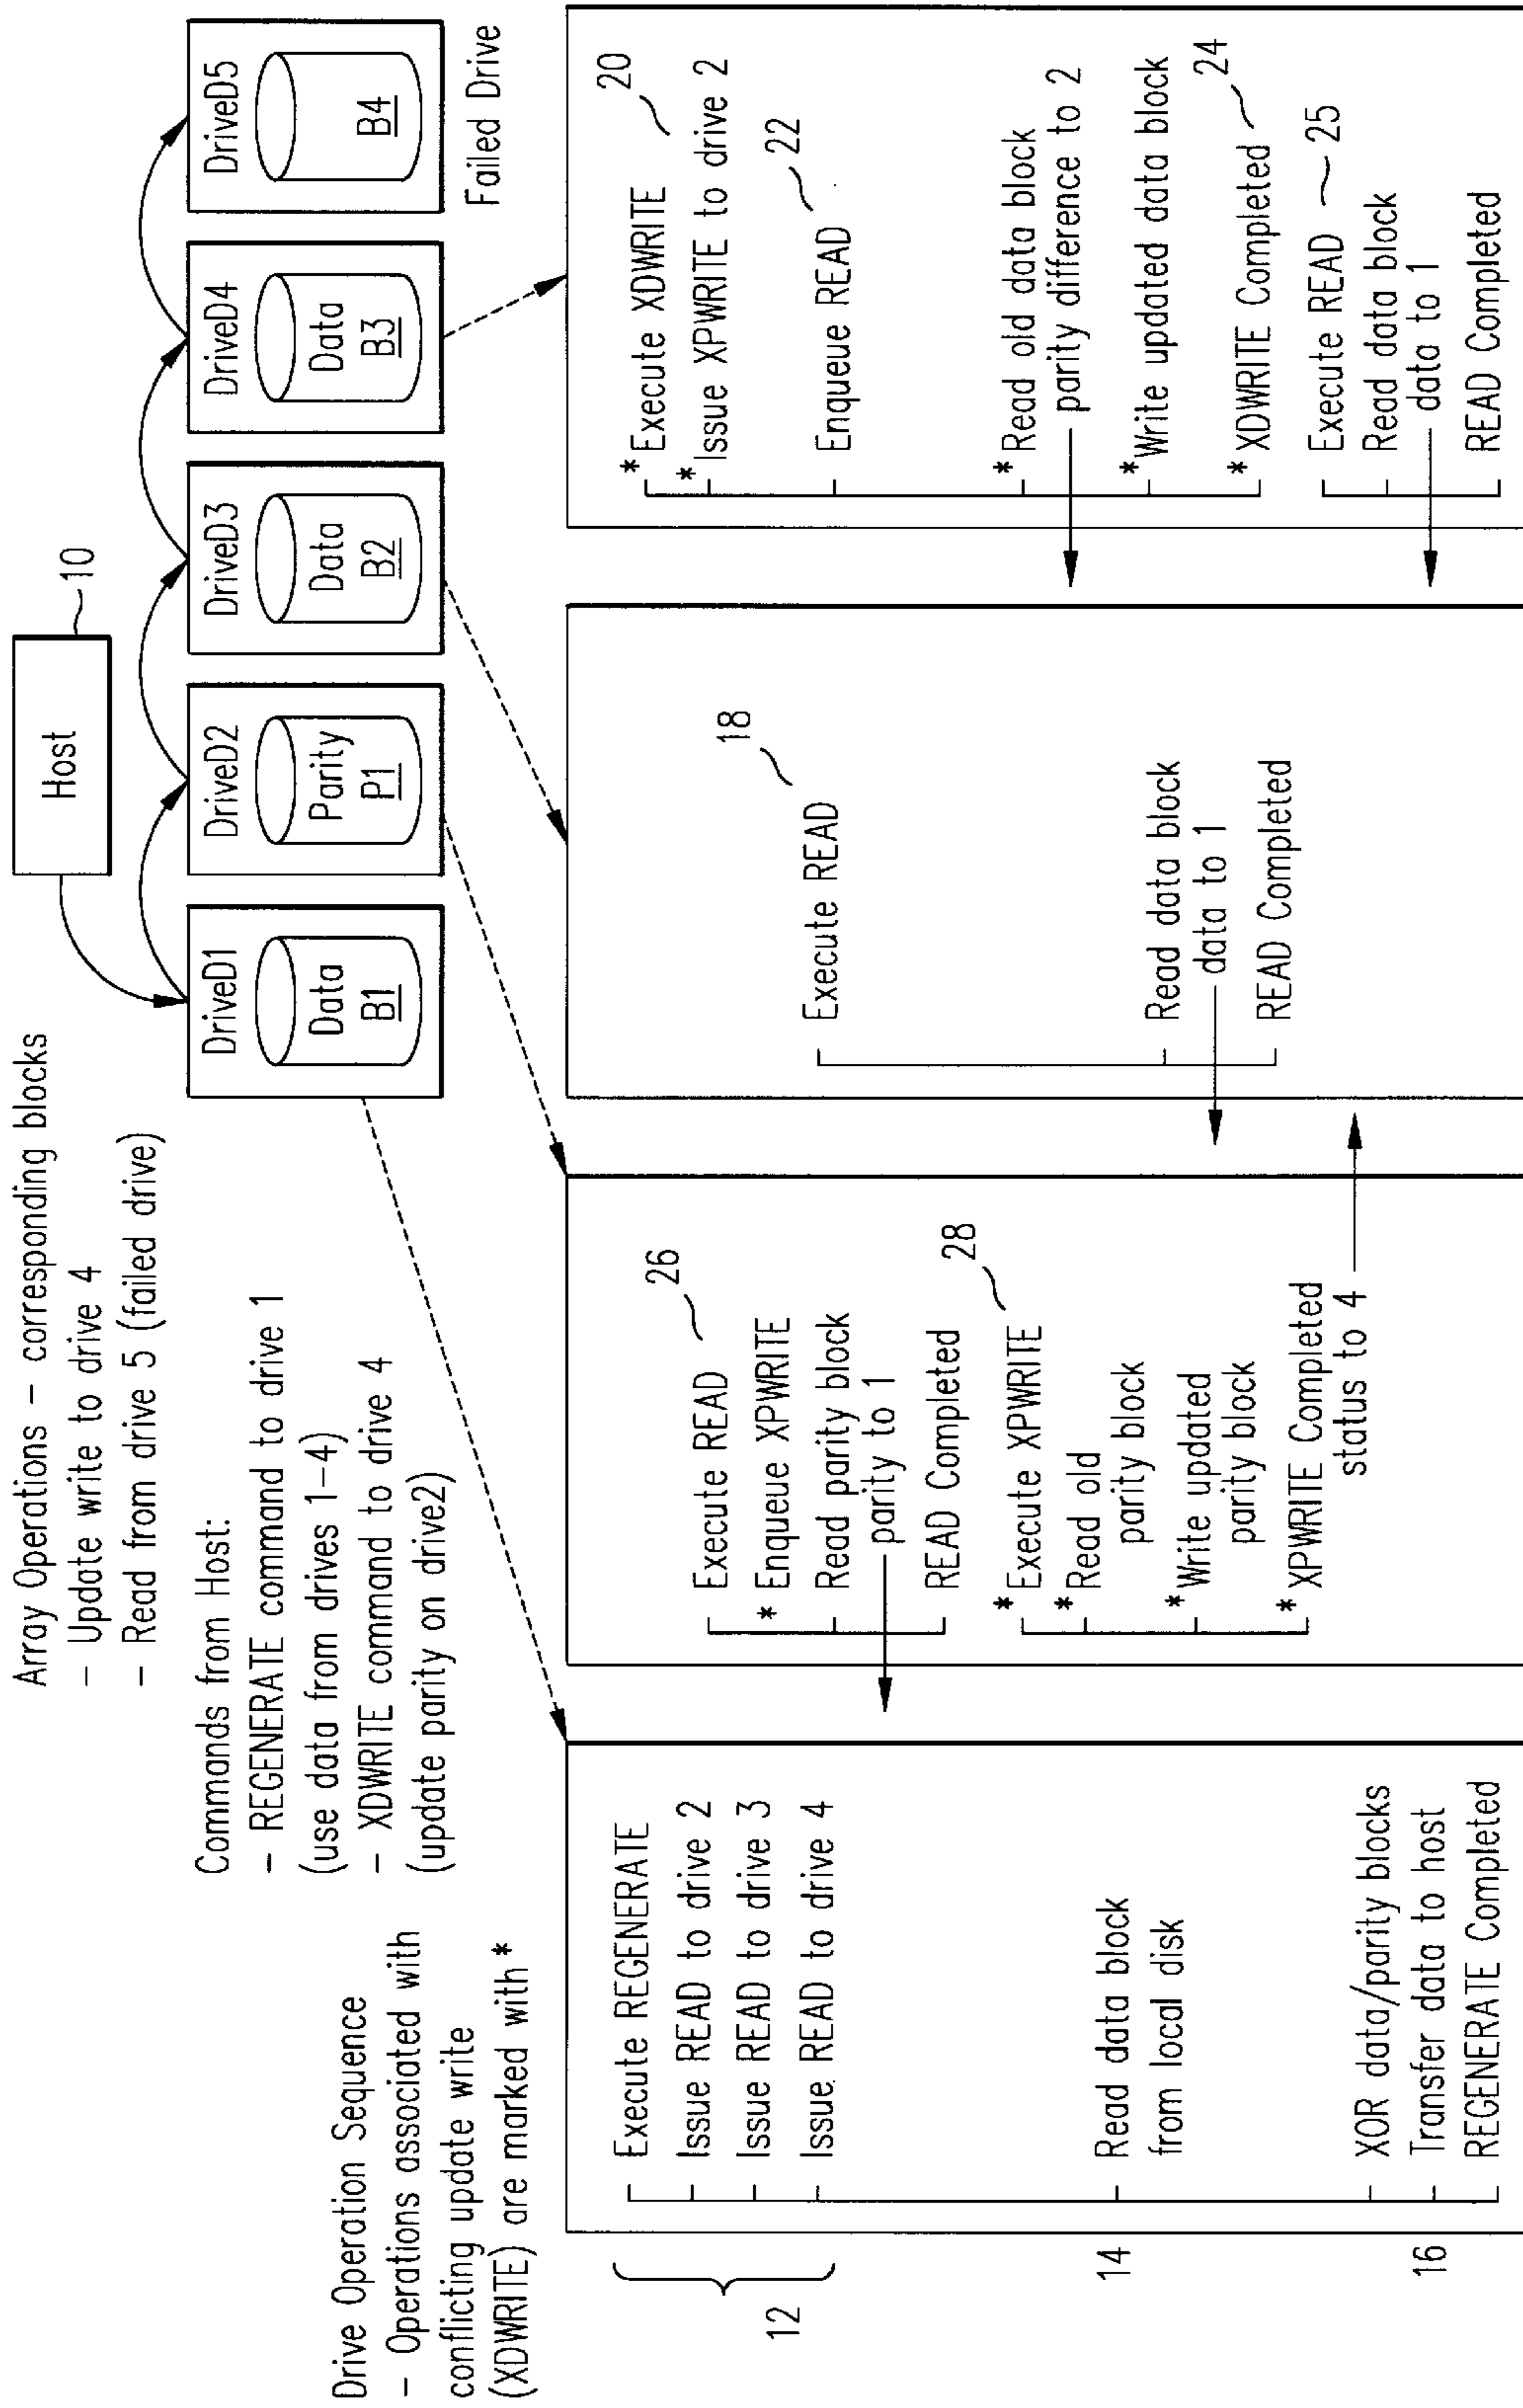 Array Operations – corresponding blocks
– Update write to drive 4
– Read from drive 5 (failed drive)
Commands from Host:
– REGENERATE command to drive 1
(use data from drives 1–4)
– XDWRITE command to drive 4
(update parity on drive2)
Drive Operation Sequence
– Operations associated with
conflicting update write
(XDWRITE) are marked with *
Host
10
DriveD1
Data
B1
DriveD2
Parity
P1
DriveD3
Data
B2
DriveD4
Data
B3
DriveD5
B4
Failed Drive
12
Execute REGENERATE
Issue READ to drive 2
Issue READ to drive 3
Issue READ to drive 4
14
Read data block
from local disk
XOR data/parity blocks
16
Transfer data to host
REGENERATE Completed
26
Execute READ
* Enqueue XPWRITE
Read parity block
parity to 1
READ Completed
28
* Execute XPWRITE
* Read old
parity block
* Write updated
parity block
* XPWRITE Completed
status to 4
18
Execute READ
Read data block
data to 1
READ Completed
20
* Execute XDWRITE
* Issue XPWRITE to drive 2
22
Enqueue READ
* Read old data block
parity difference to 2
* Write updated data block
* XDWRITE Completed 24
Execute READ 25
Read data block
data to 1
READ Completed